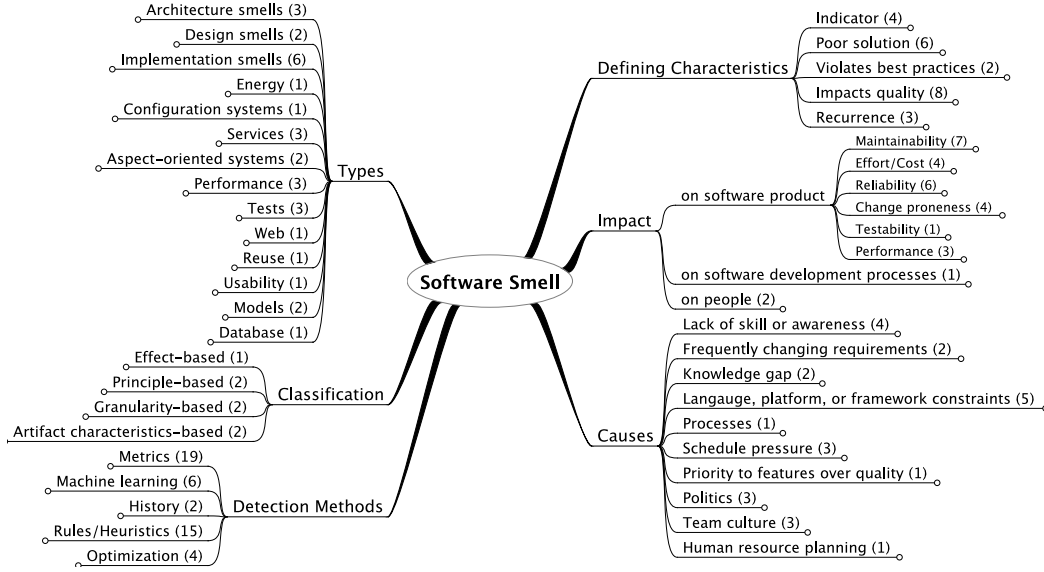 Software Smell
Types
Architecture smells (3)
Design smells (2)
Implementation smells (6)
Energy (1)
Configuration systems (1)
Services (3)
Aspect-oriented systems (2)
Performance (3)
Tests (3)
Web (1)
Reuse (1)
Usability (1)
Models (2)
Database (1)
Classification
Effect-based (1)
Principle-based (2)
Granularity-based (2)
Artifact characteristics-based (2)
Detection Methods
Metrics (19)
Machine learning (6)
History (2)
Rules/Heuristics (15)
Optimization (4)
Defining Characteristics
Indicator (4)
Poor solution (6)
Violates best practices (2)
Impacts quality (8)
Recurrence (3)
Impact
on software product
Maintainability (7)
Effort/Cost (4)
Reliability (6)
Change proneness (4)
Testability (1)
Performance (3)
on software development processes (1)
on people (2)
Causes
Lack of skill or awareness (4)
Frequently changing requirements (2)
Knowledge gap (2)
Langauge, platform, or framework constraints (5)
Processes (1)
Schedule pressure (3)
Priority to features over quality (1)
Politics (3)
Team culture (3)
Human resource planning (1)